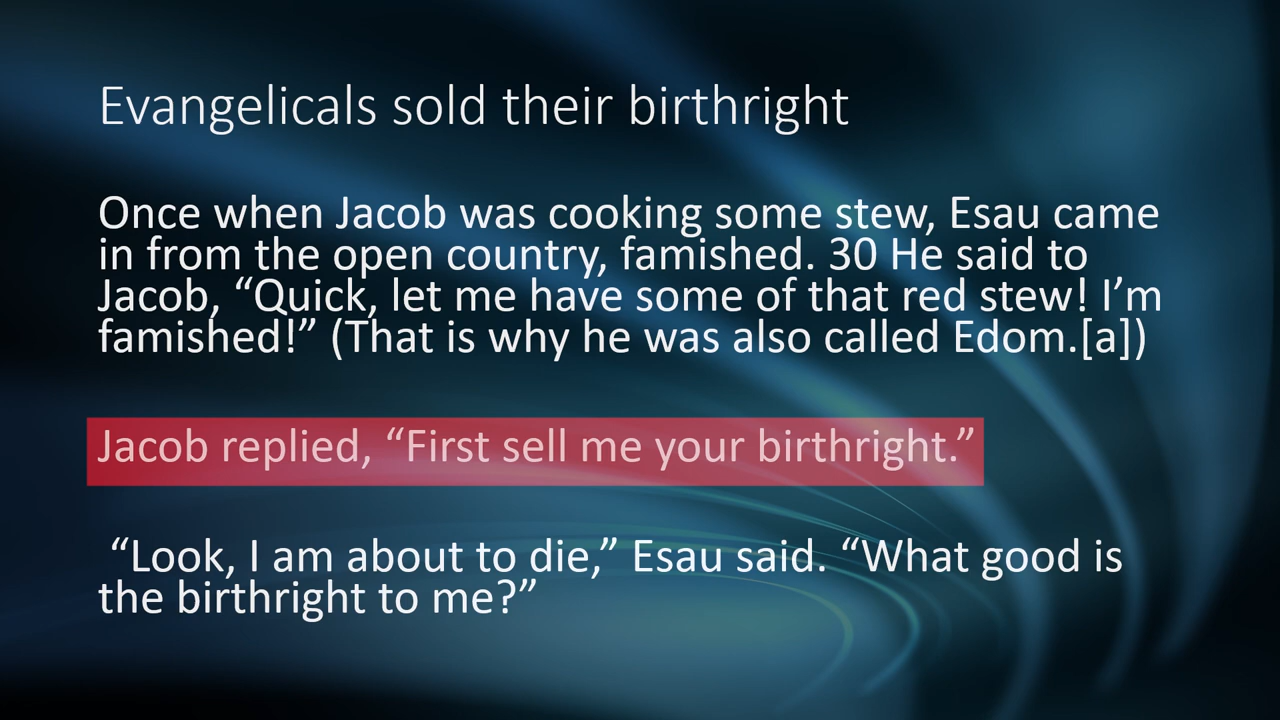 Evangelicals sold their birthright
Once when Jacob was cooking some stew, Esau came
in from the open country, famished. 30 He said to
Jacob, “Quick, let me have some of that red stew! I’m
famished!” (That is why he was also called Edom.[a])
Jacob replied, “First sell me your birthright.”
“Look, I am about to die,” Esau said.  “What good is
the birthright to me?”